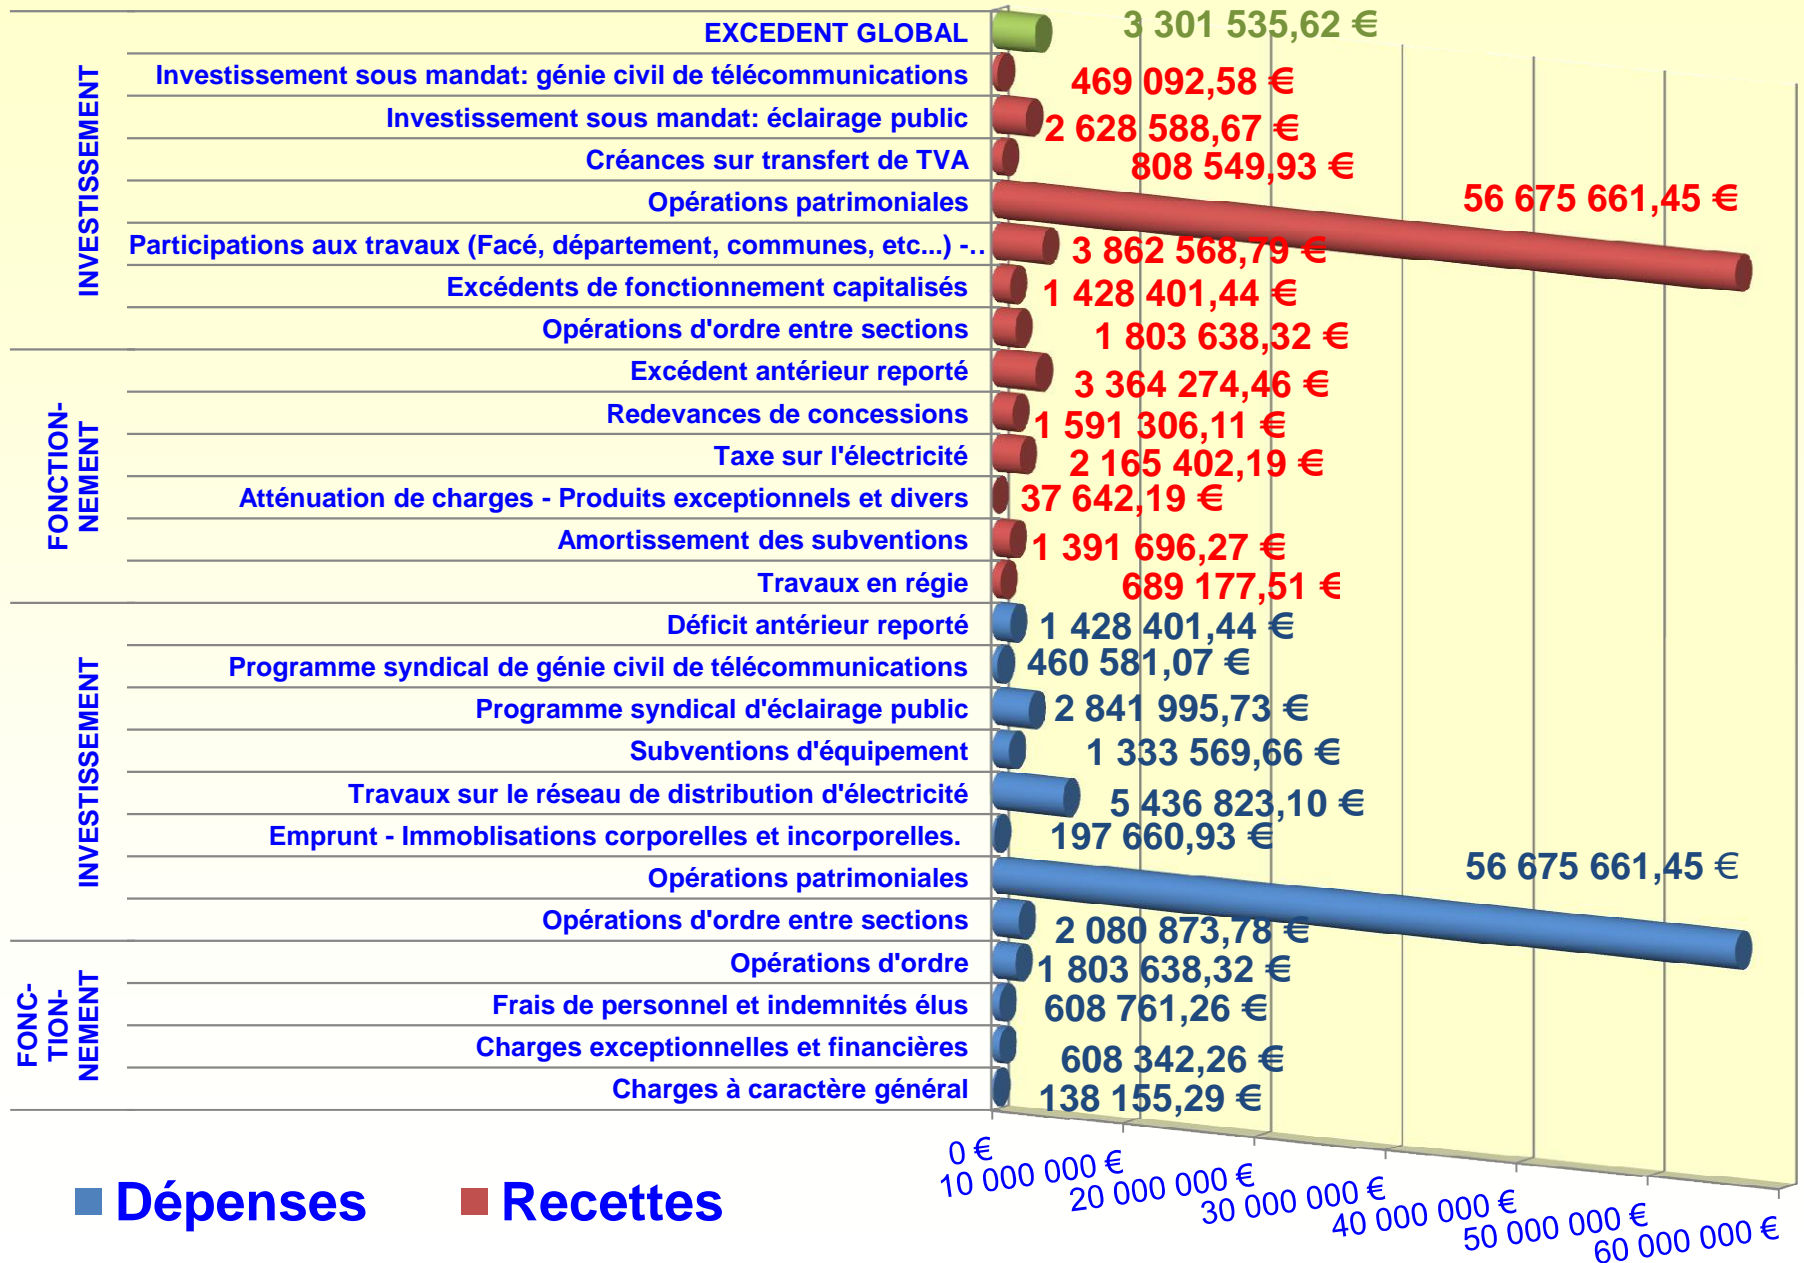 INVESTISSEMENT
EXCEDENT GLOBAL 3 301 535,62 €
Investissement sous mandat: génie civil de télécommunications 469 092,58 €
Investissement sous mandat: éclairage public 2 628 588,67 €
Créances sur transfert de TVA 808 549,93 €
Opérations patrimoniales 56 675 661,45 €
Participations aux travaux (Facé, département, communes, etc...) -.. 3 862 568,79 €
Excédents de fonctionnement capitalisés 1 428 401,44 €
Opérations d'ordre entre sections 1 803 638,32 €
FONCTION-
NEMENT
Excédent antérieur reporté 3 364 274,46 €
Redevances de concessions 1 591 306,11 €
Taxe sur l'électricité 2 165 402,19 €
Atténuation de charges - Produits exceptionnels et divers 37 642,19 €
Amortissement des subventions 1 391 696,27 €
Travaux en régie 689 177,51 €
INVESTISSEMENT
Déficit antérieur reporté 1 428 401,44 €
Programme syndical de génie civil de télécommunications 460 581,07 €
Programme syndical d'éclairage public 2 841 995,73 €
Subventions d'équipement 1 333 569,66 €
Travaux sur le réseau de distribution d'électricité 5 436 823,10 €
Emprunt - Immoblisations corporelles et incorporelles. 197 660,93 €
Opérations patrimoniales 56 675 661,45 €
Opérations d'ordre entre sections 2 080 873,78 €
FONC-
TION-
NEMENT
Opérations d'ordre 1 803 638,32 €
Frais de personnel et indemnités élus 608 761,26 €
Charges exceptionnelles et financières 608 342,26 €
Charges à caractère général 138 155,29 €
0 €
10 000 000 €
20 000 000 €
30 000 000 €
40 000 000 €
50 000 000 €
60 000 000 €
Dépenses
Recettes